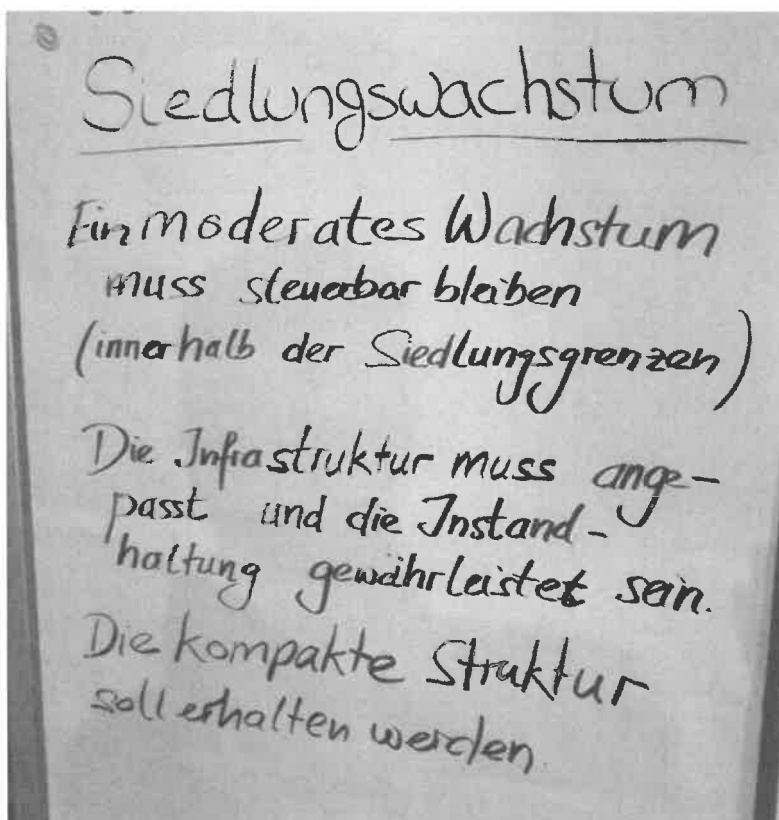 Siedlungswachstum
Ein moderates Wachstum
muss steuerbar bleiben
(innerhalb der Siedlungsgrenzen)
Die Infrastruktur muss ange-
passt und die Instand-
haltung gewährleistet sein.
Die kompakte Struktur
soll erhalten werden.